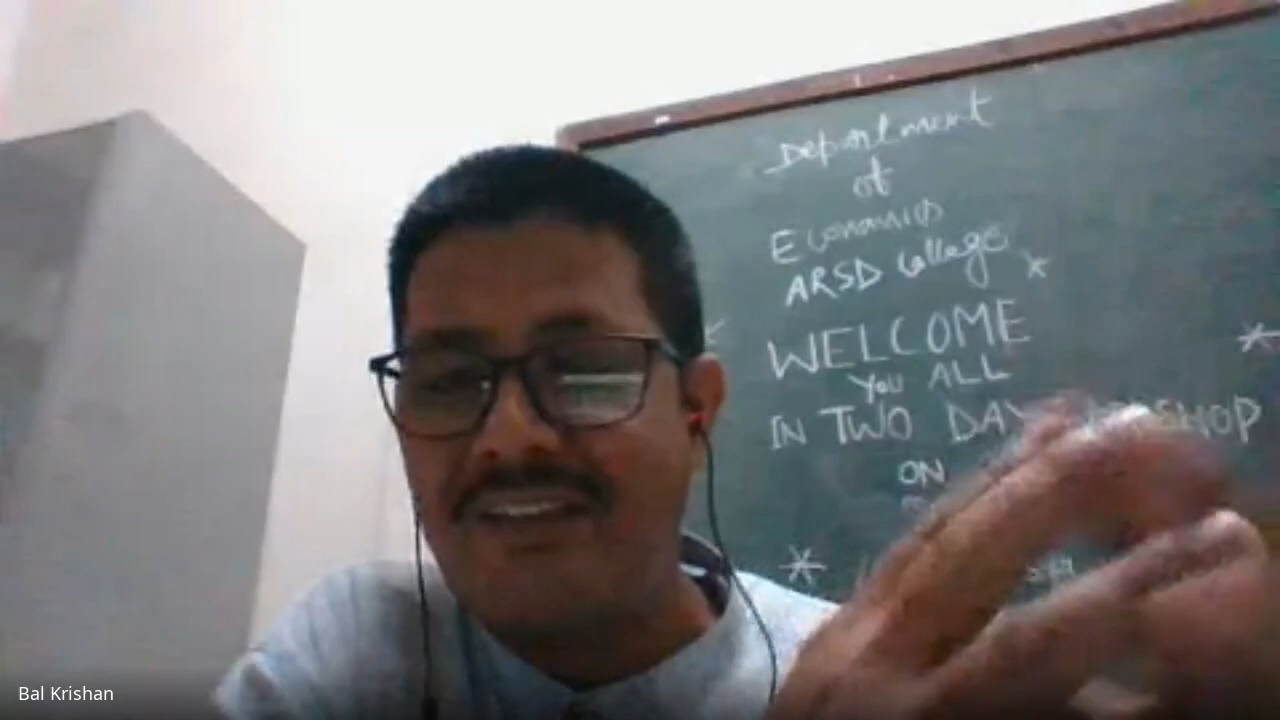 Department
of
Economics
ARSD College
WELCOME
You ALL
IN TWO DAY
ON
Bal Krishan